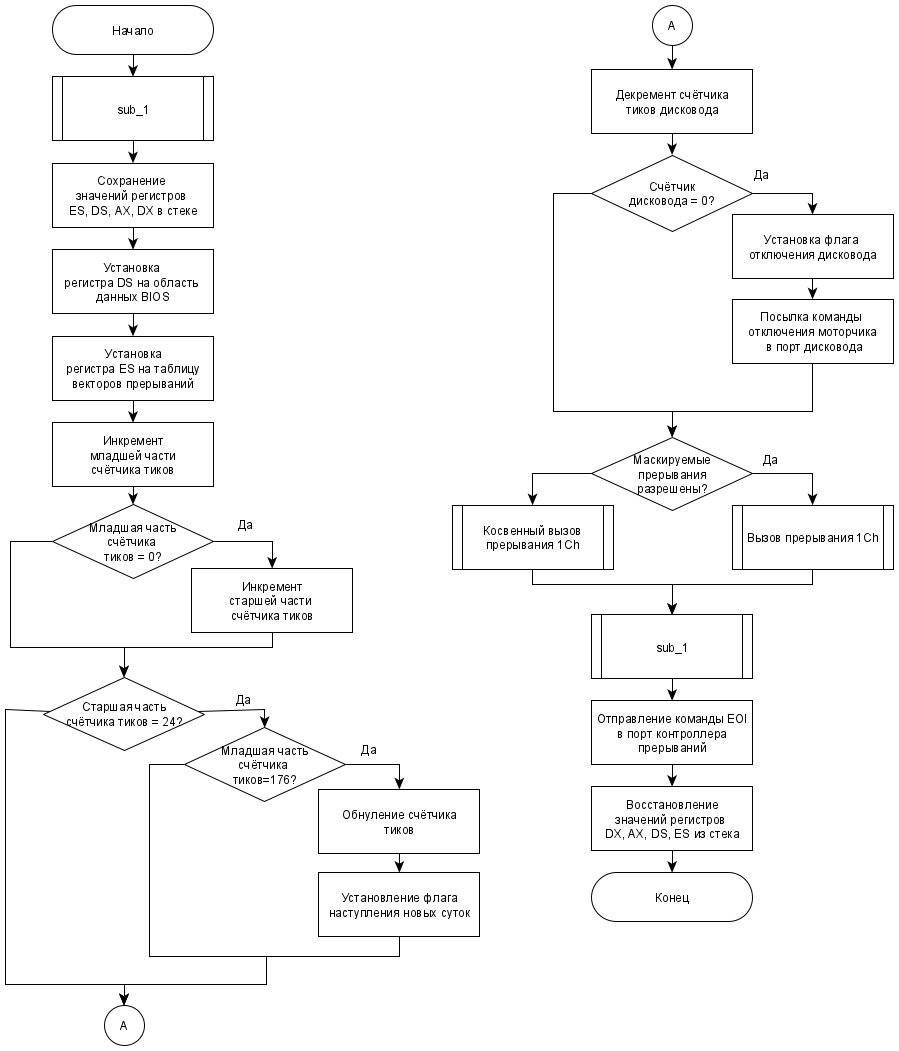 Начало
sub_1
Сохранение
значений регистров
ES, DS, AX, DX в стеке
Установка
регистра DS на область
данных BIOS
Установка
регистра ES на таблицу
векторов прерываний
Инкремент
младшей части
счётчика тиков
Младшая часть
счётчика
тиков = 0?
Да
Инкремент
старшей части
счётчика тиков
Старшая часть
счётчика тиков = 24?
Да
Младшая часть
счётчика
тиков=176?
Да
Обнуление счётчика
тиков
Установление флага
наступления новых суток
A
A
Декремент счётчика
тиков дисковода
Счётчик
дисковода = 0?
Да
Установка флага
отключения дисковода
Посылка команды
отключения моторчика
в порт дисковода
Маскируемые
прерывания
разрешены?
Да
Косвенный вызов
прерывания 1Ch
Вызов прерывания 1Ch
sub_1
Отправление команды EOI
в порт контроллера
прерываний
Восстановление
значений регистров
DX, AX, DS, ES из стека
Конец